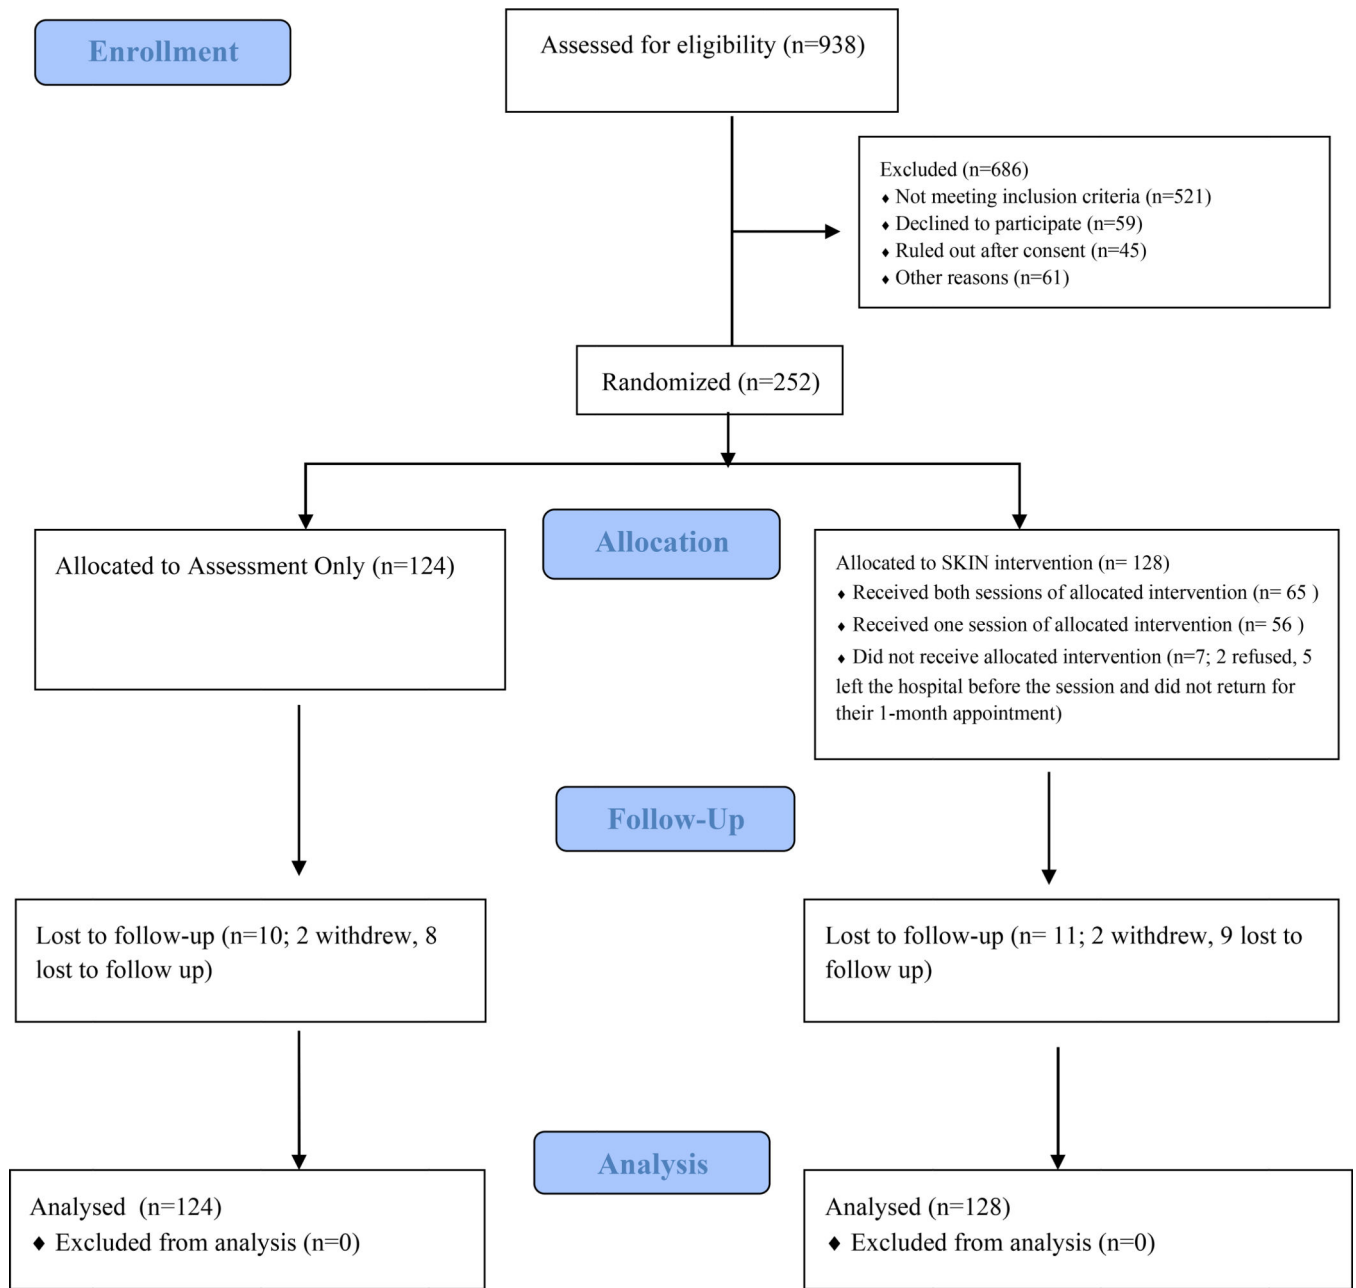 Enrollment
Assessed for eligibility (n=938)
Excluded (n=686)
♦ Not meeting inclusion criteria (n=521)
♦ Declined to participate (n=59)
♦ Ruled out after consent (n=45)
♦ Other reasons (n=61)
Randomized (n=252)
Allocation
Allocated to Assessment Only (n=124)
Allocated to SKIN intervention (n= 128)
♦ Received both sessions of allocated intervention (n= 65 )
♦ Received one session of allocated intervention (n= 56 )
♦ Did not receive allocated intervention (n=7; 2 refused, 5
left the hospital before the session and did not return for
their 1-month appointment)
Follow-Up
Lost to follow-up (n=10; 2 withdrew, 8
lost to follow up)
Lost to follow-up (n= 11; 2 withdrew, 9 lost to
follow up)
Analysis
Analysed  (n=124)
♦ Excluded from analysis (n=0)
Analysed (n=128)
♦ Excluded from analysis (n=0)